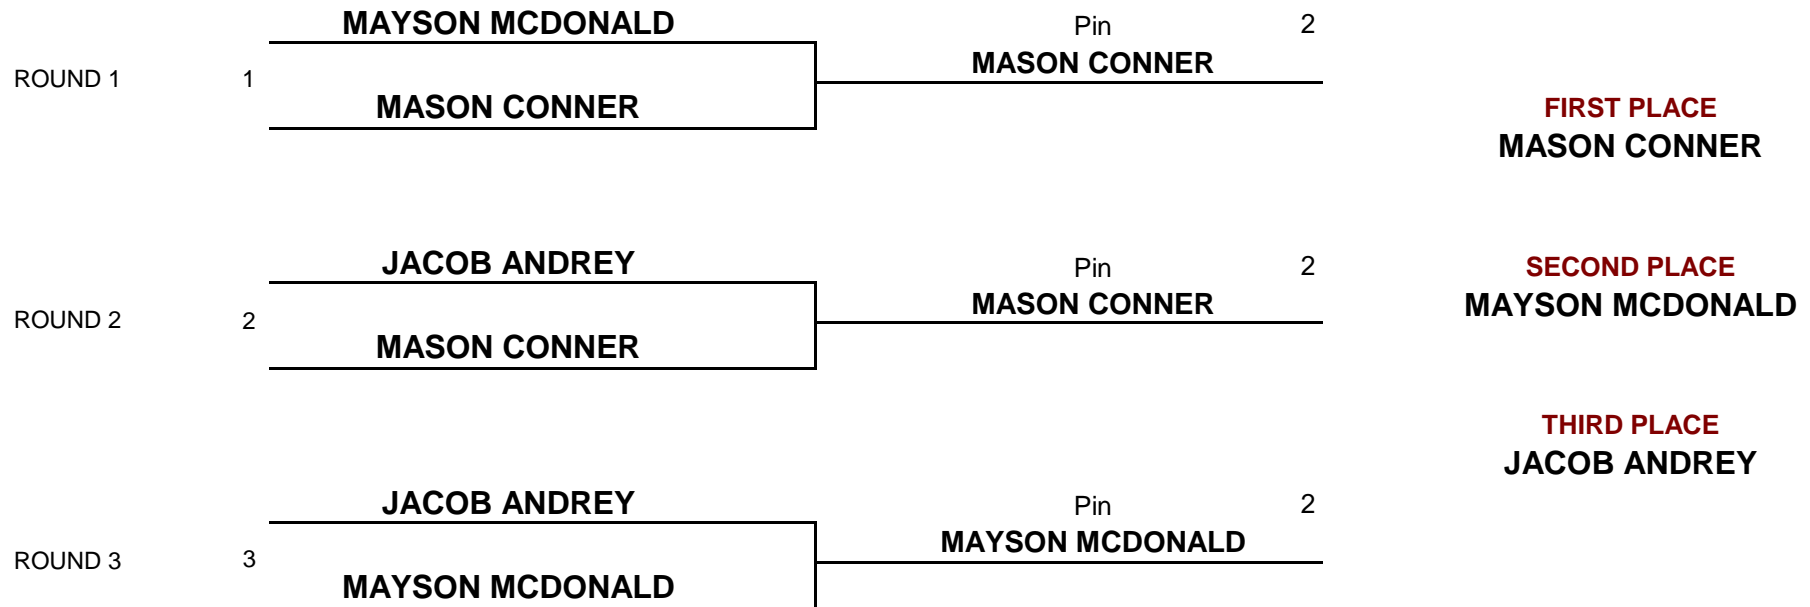 MAYSON MCDONALD
Pin 2
MASON CONNER
ROUND 1 1
MASON CONNER
FIRST PLACE
MASON CONNER
JACOB ANDREY
Pin 2
SECOND PLACE
MASON CONNER
MAYSON MCDONALD
ROUND 2 2
MASON CONNER
THIRD PLACE
JACOB ANDREY
JACOB ANDREY
Pin 2
MAYSON MCDONALD
ROUND 3 3
MAYSON MCDONALD